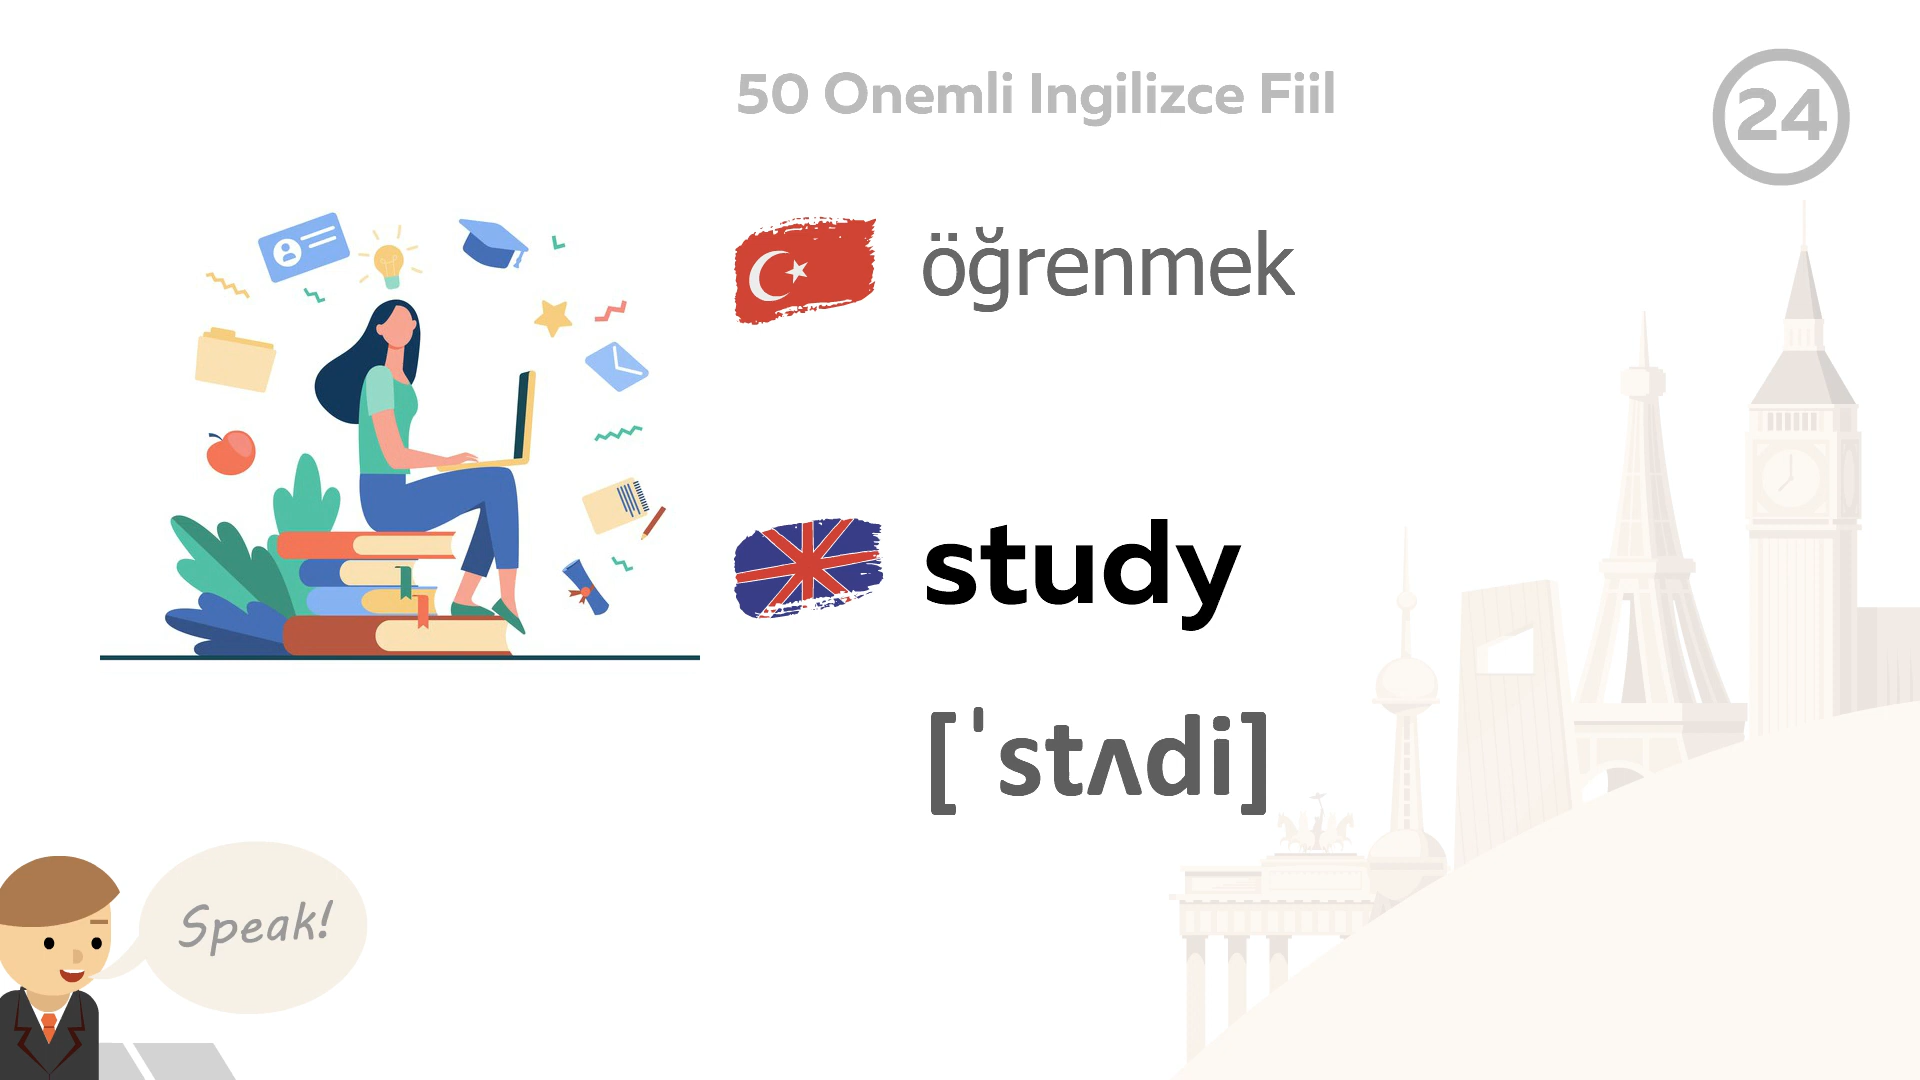 50 Onemli Ingilizce Fiil
24
öğrenmek
study
[ˈstʌdi]
Speak!